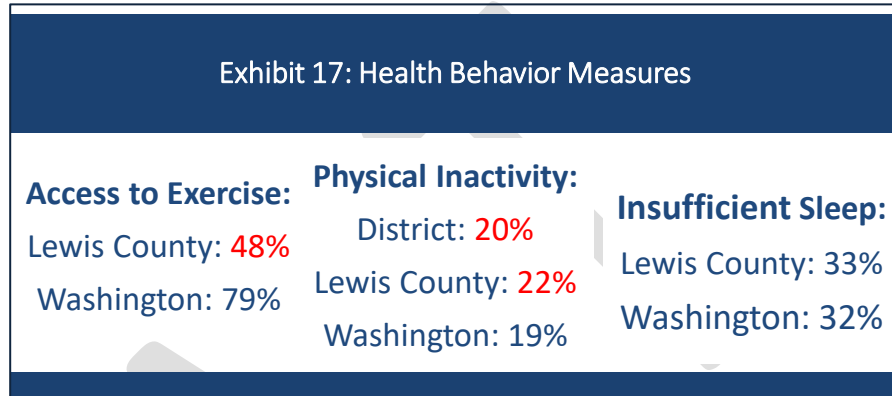 Exhibit 17: Health Behavior Measures
Access to Exercise:
Lewis County: 48%
Washington: 79%
Physical Inactivity:
District: 20%
Lewis County: 22%
Washington: 19%
Insufficient Sleep:
Lewis County: 33%
Washington: 32%